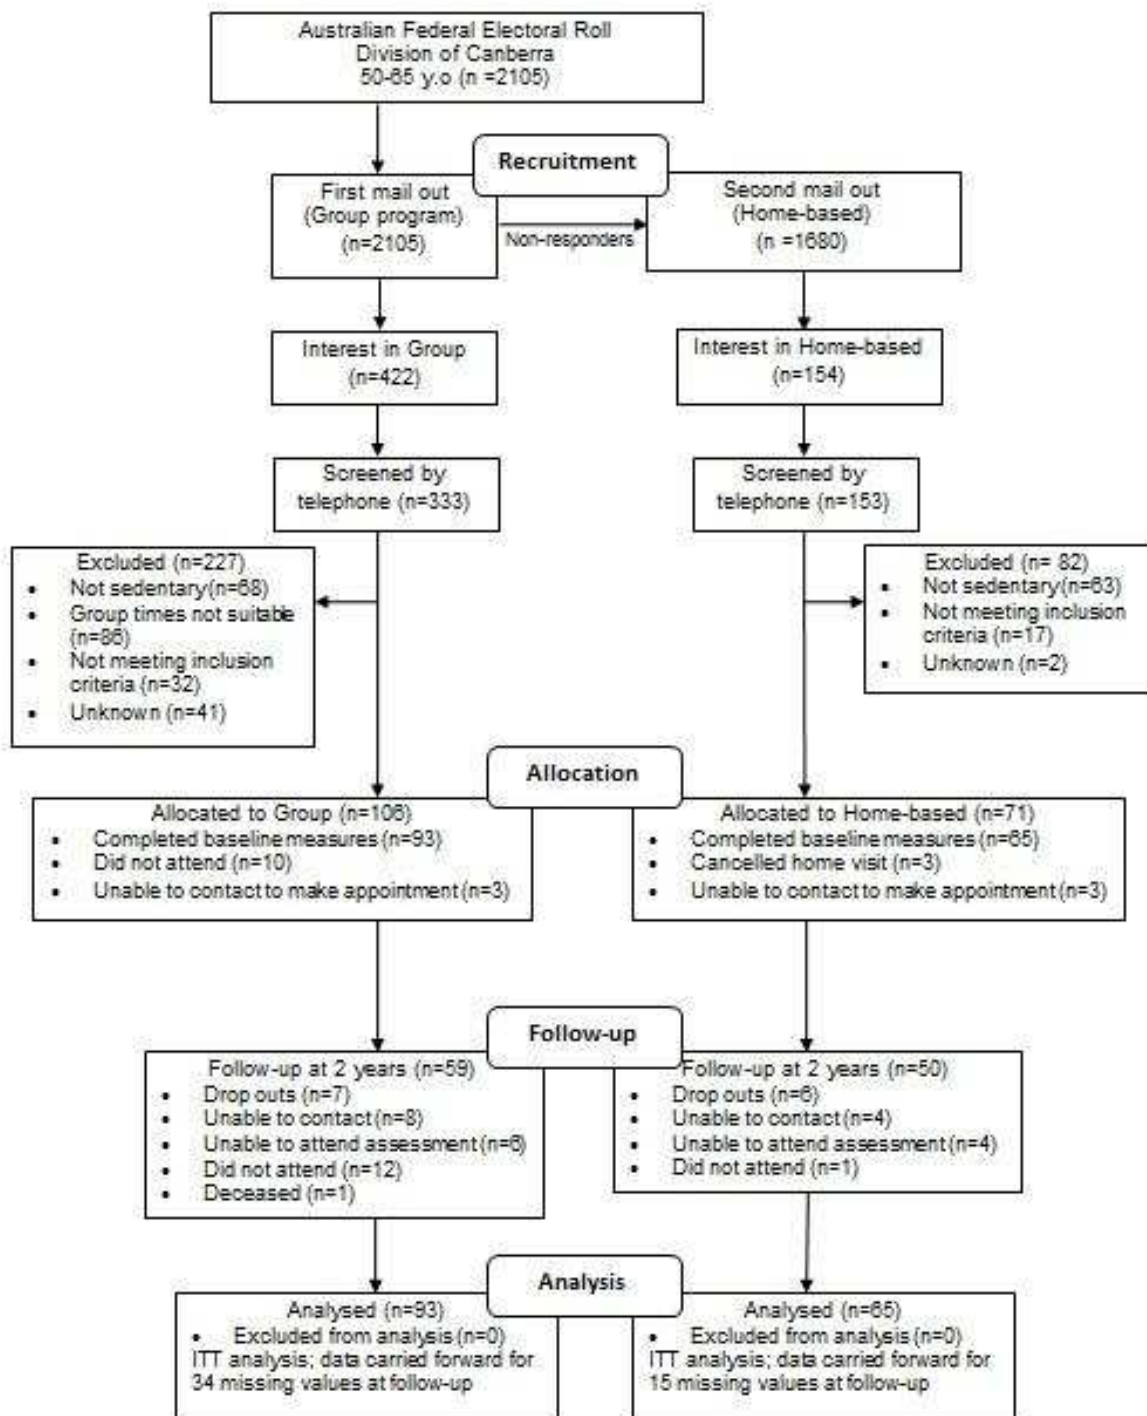 Australian Federal Electoral Roll
Division of Canberra
50-65 y.o (n =2105)
Recruitment
First mail out
(Group program)
(n=2105)
Non-responders
Second mail out
(Home-based)
(n =1680)
Interest in Group
(n=422)
Interest in Home-based
(n=154)
Screened by
telephone (n=333)
Screened by
telephone (n=153)
Excluded (n=227)
• Not sedentary(n=68)
• Group times not suitable
(n=86)
• Not meeting inclusion
criteria (n=32)
• Unknown (n=41)
Excluded (n= 82)
• Not sedentary(n=63)
• Not meeting inclusion
criteria (n=17)
• Unknown (n=2)
Allocation
Allocated to Group (n=106)
• Completed baseline measures (n=93)
• Did not attend (n=10)
• Unable to contact to make appointment (n=3)
Allocated to Home-based (n=71)
• Completed baseline measures (n=65)
• Cancelled home visit (n=3)
• Unable to contact to make appointment (n=3)
Follow-up
Follow-up at 2 years (n=59)
• Drop outs (n=7)
• Unable to contact (n=8)
• Unable to attend assessment (n=6)
• Did not attend (n=12)
• Deceased (n=1)
Follow-up at 2 years (n=50)
• Drop outs (n=6)
• Unable to contact (n=4)
• Unable to attend assessment (n=4)
• Did not attend (n=1)
Analysis
Analysed (n=93)
• Excluded from analysis (n=0)
ITT analysis; data carried forward for
34 missing values at follow-up
Analysed (n=65)
• Excluded from analysis (n=0)
ITT analysis; data carried forward for
15 missing values at follow-up